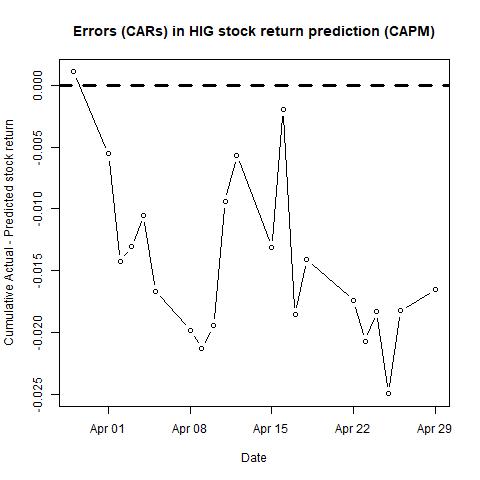 Errors (CARs) in HIG stock return prediction (CAPM)
Cumulative Actual - Predicted stock return
0.000
-0.005
-0.010
-0.015
-0.020
-0.025
Apr 01 Apr 08 Apr 15 Apr 22 Apr 29
Date